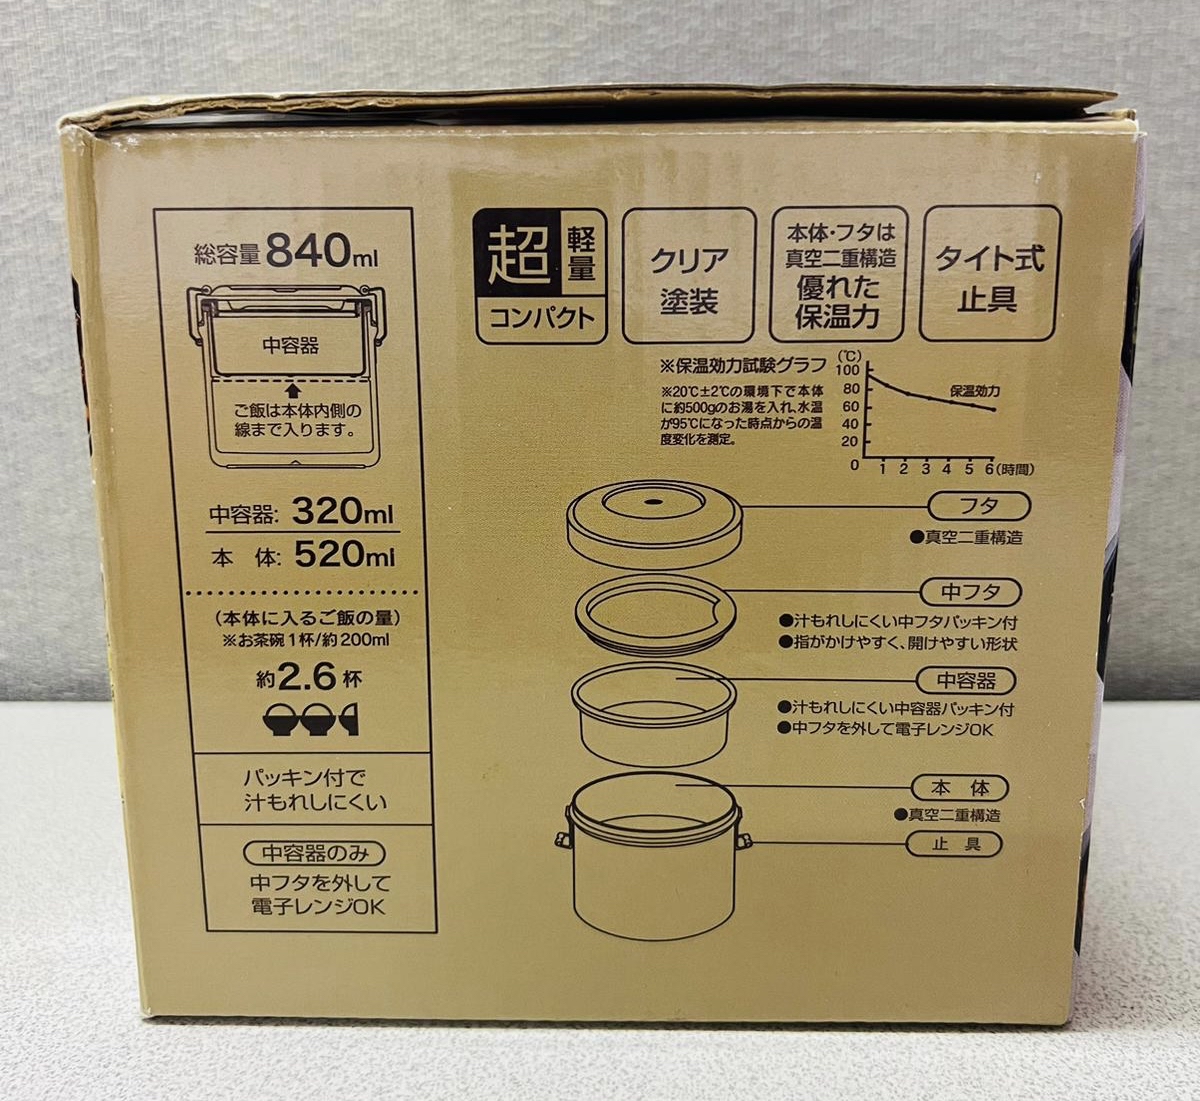 総容量840ml
中容器
ご飯は本体内側の
線まで入ります。
中容器: 320ml
本 体: 520ml
(本体に入るご飯の量)
※お茶碗1杯/約200ml
約2.6杯
パッキン付で
汁もれしにくい
中容器のみ
中フタを外して
電子レンジOK
超軽量
コンパクト
クリア
塗装
本体・フタは
真空二重構造
優れた
保温力
タイト式
止具
※保温効力試験グラフ
※20℃±2℃の環境下で本体
に約500gのお湯を入れ、水温
が95℃になった時点からの温
度変化を測定。
(℃)
100
80
60
40
20
0
保温効力
1 2 3 4 5 6(時間)
フタ
●真空二重構造
中フタ
●汁もれしにくい中フタパッキン付
●指がかけやすく、開けやすい形状
中容器
●汁もれしにくい中容器パッキン付
●中フタを外して電子レンジOK
本 体
●真空二重構造
止 具